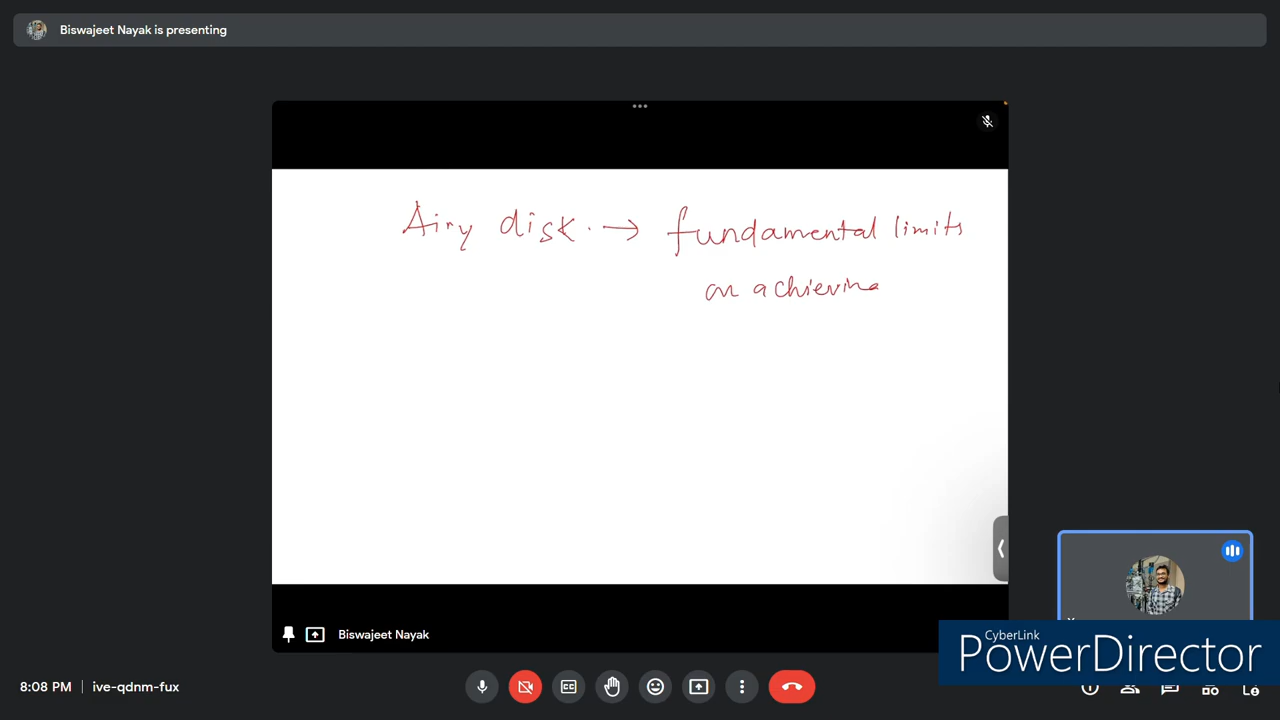 Biswajeet Nayak is presenting
Airy disk. → fundamental limits
on achieving
Biswajeet Nayak
CyberLink
PowerDirector
8:08 PM | ive-qdnm-fux